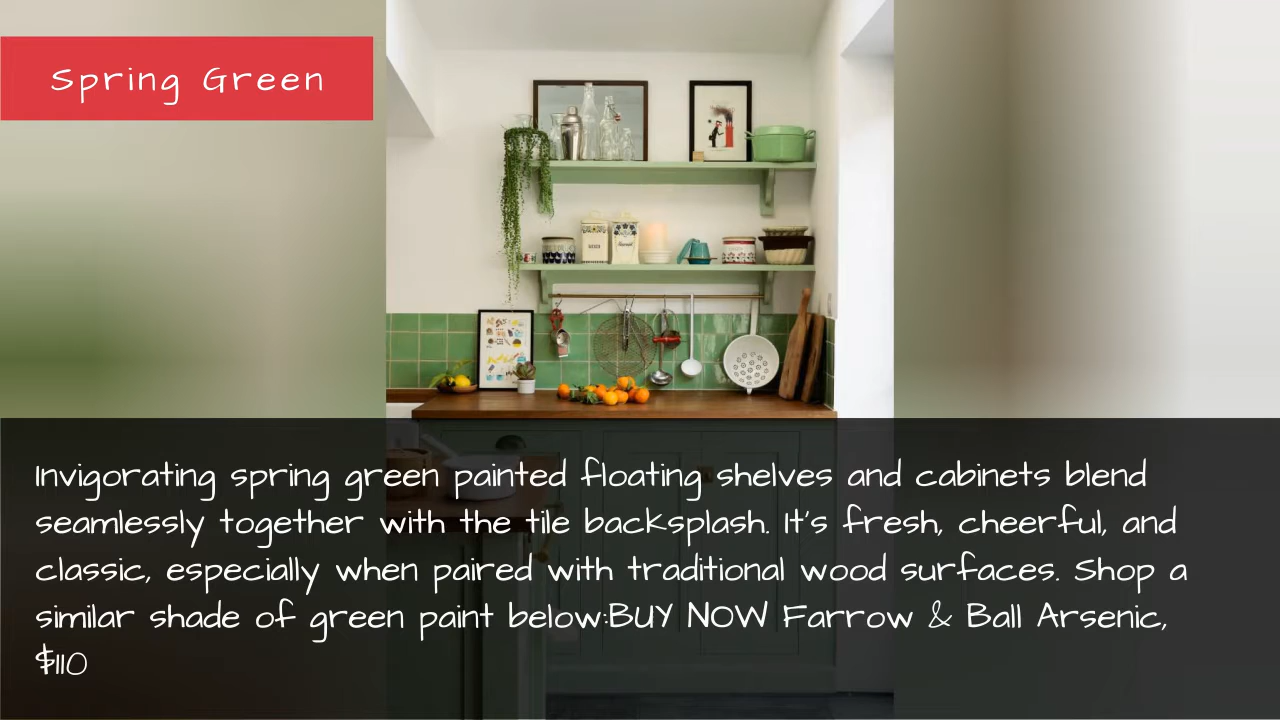 Spring Green
Invigorating spring green painted floating shelves and cabinets blend
seamlessly together with the tile backsplash. It's fresh, cheerful, and
classic, especially when paired with traditional wood surfaces. Shop a
similar shade of green paint below:BUY NOW Farrow & Ball Arsenic,
$110